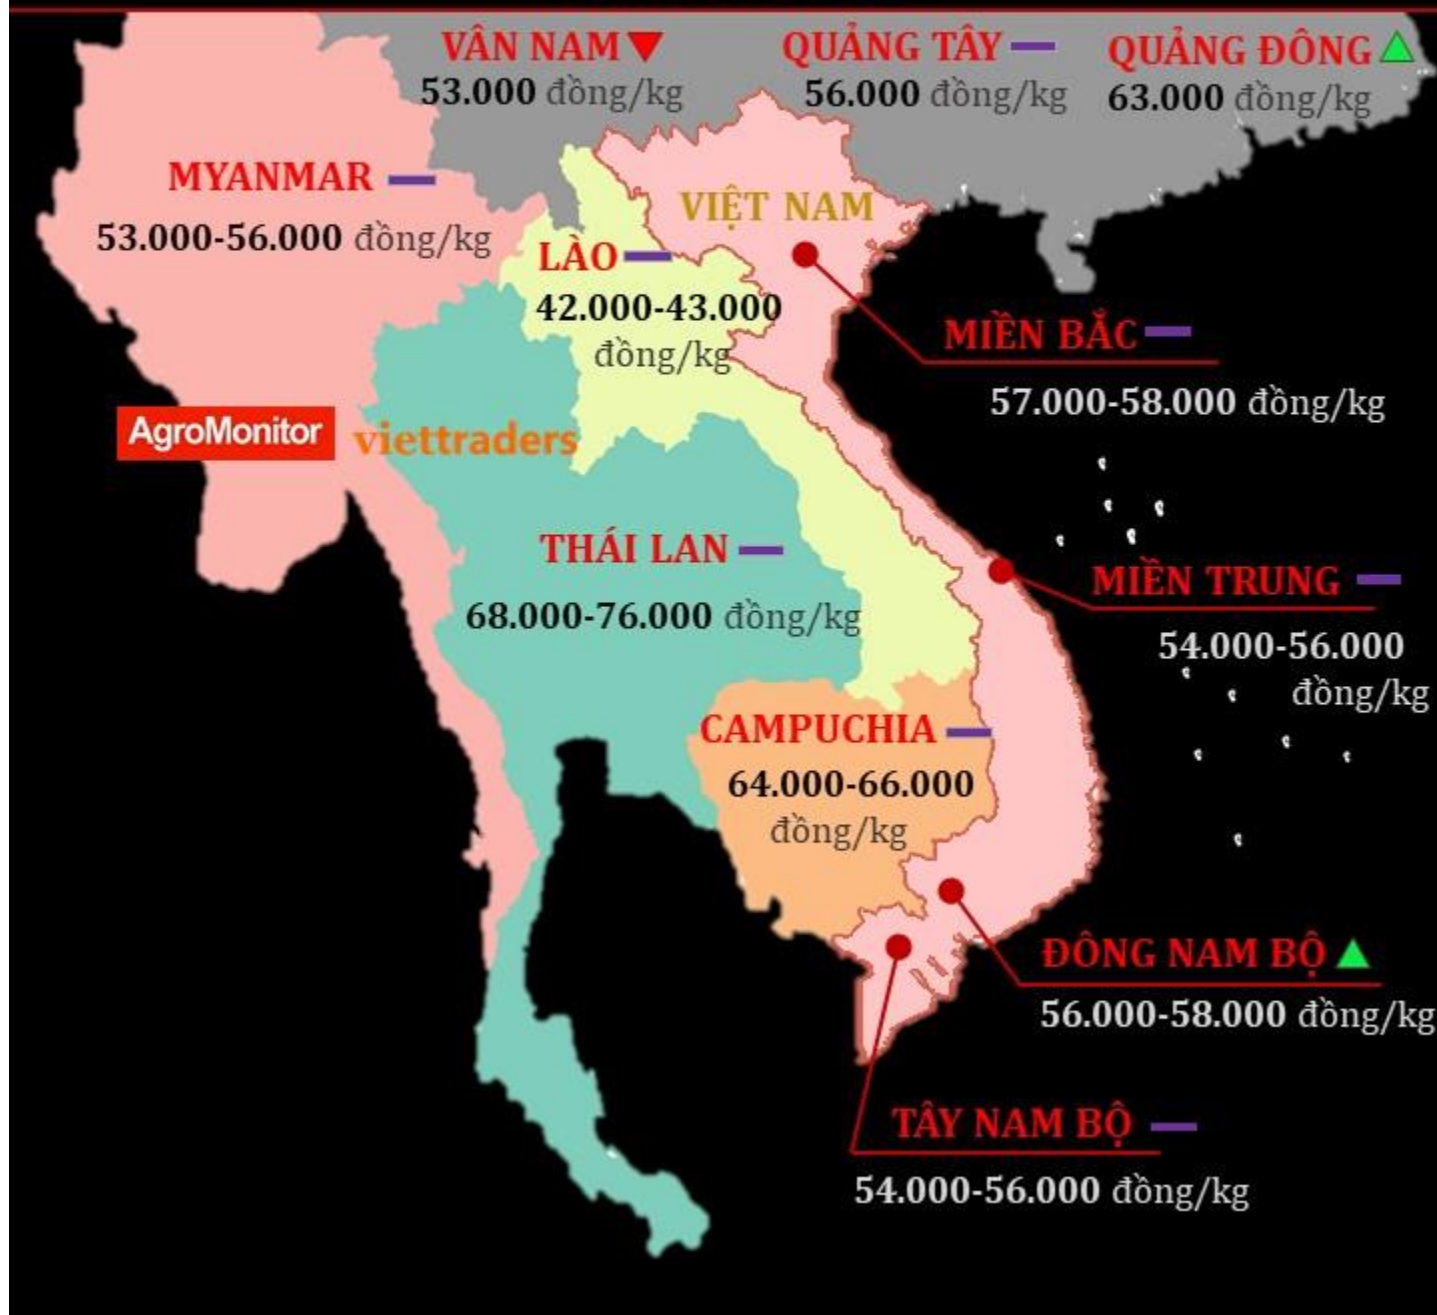 VÂN NAM
53.000 đồng/kg
QUẢNG TÂY
56.000 đồng/kg
QUẢNG ĐÔNG
63.000 đồng/kg
MYANMAR
53.000-56.000 đồng/kg
VIỆT NAM
LÀO
42.000-43.000
đồng/kg
MIỀN BẮC
57.000-58.000 đồng/kg
AgroMonitor
viettraders
THÁI LAN
68.000-76.000 đồng/kg
MIỀN TRUNG
54.000-56.000
đồng/kg
CAMPUCHIA
64.000-66.000
đồng/kg
ĐÔNG NAM BỘ
56.000-58.000 đồng/kg
TÂY NAM BỘ
54.000-56.000 đồng/kg